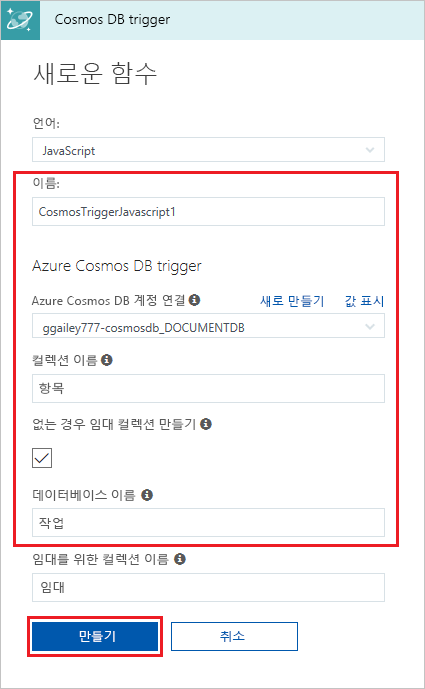 Cosmos DB trigger
새로운 함수
언어:
JavaScript
이름:
CosmosTriggerJavascript1
Azure Cosmos DB trigger
Azure Cosmos DB 계정 연결 새로 만들기 값 표시
ggailey777-cosmosdb_DOCUMENTDB
컬렉션 이름
항목
없는 경우 임대 컬렉션 만들기
데이터베이스 이름
작업
임대를 위한 컬렉션 이름
임대
만들기 취소